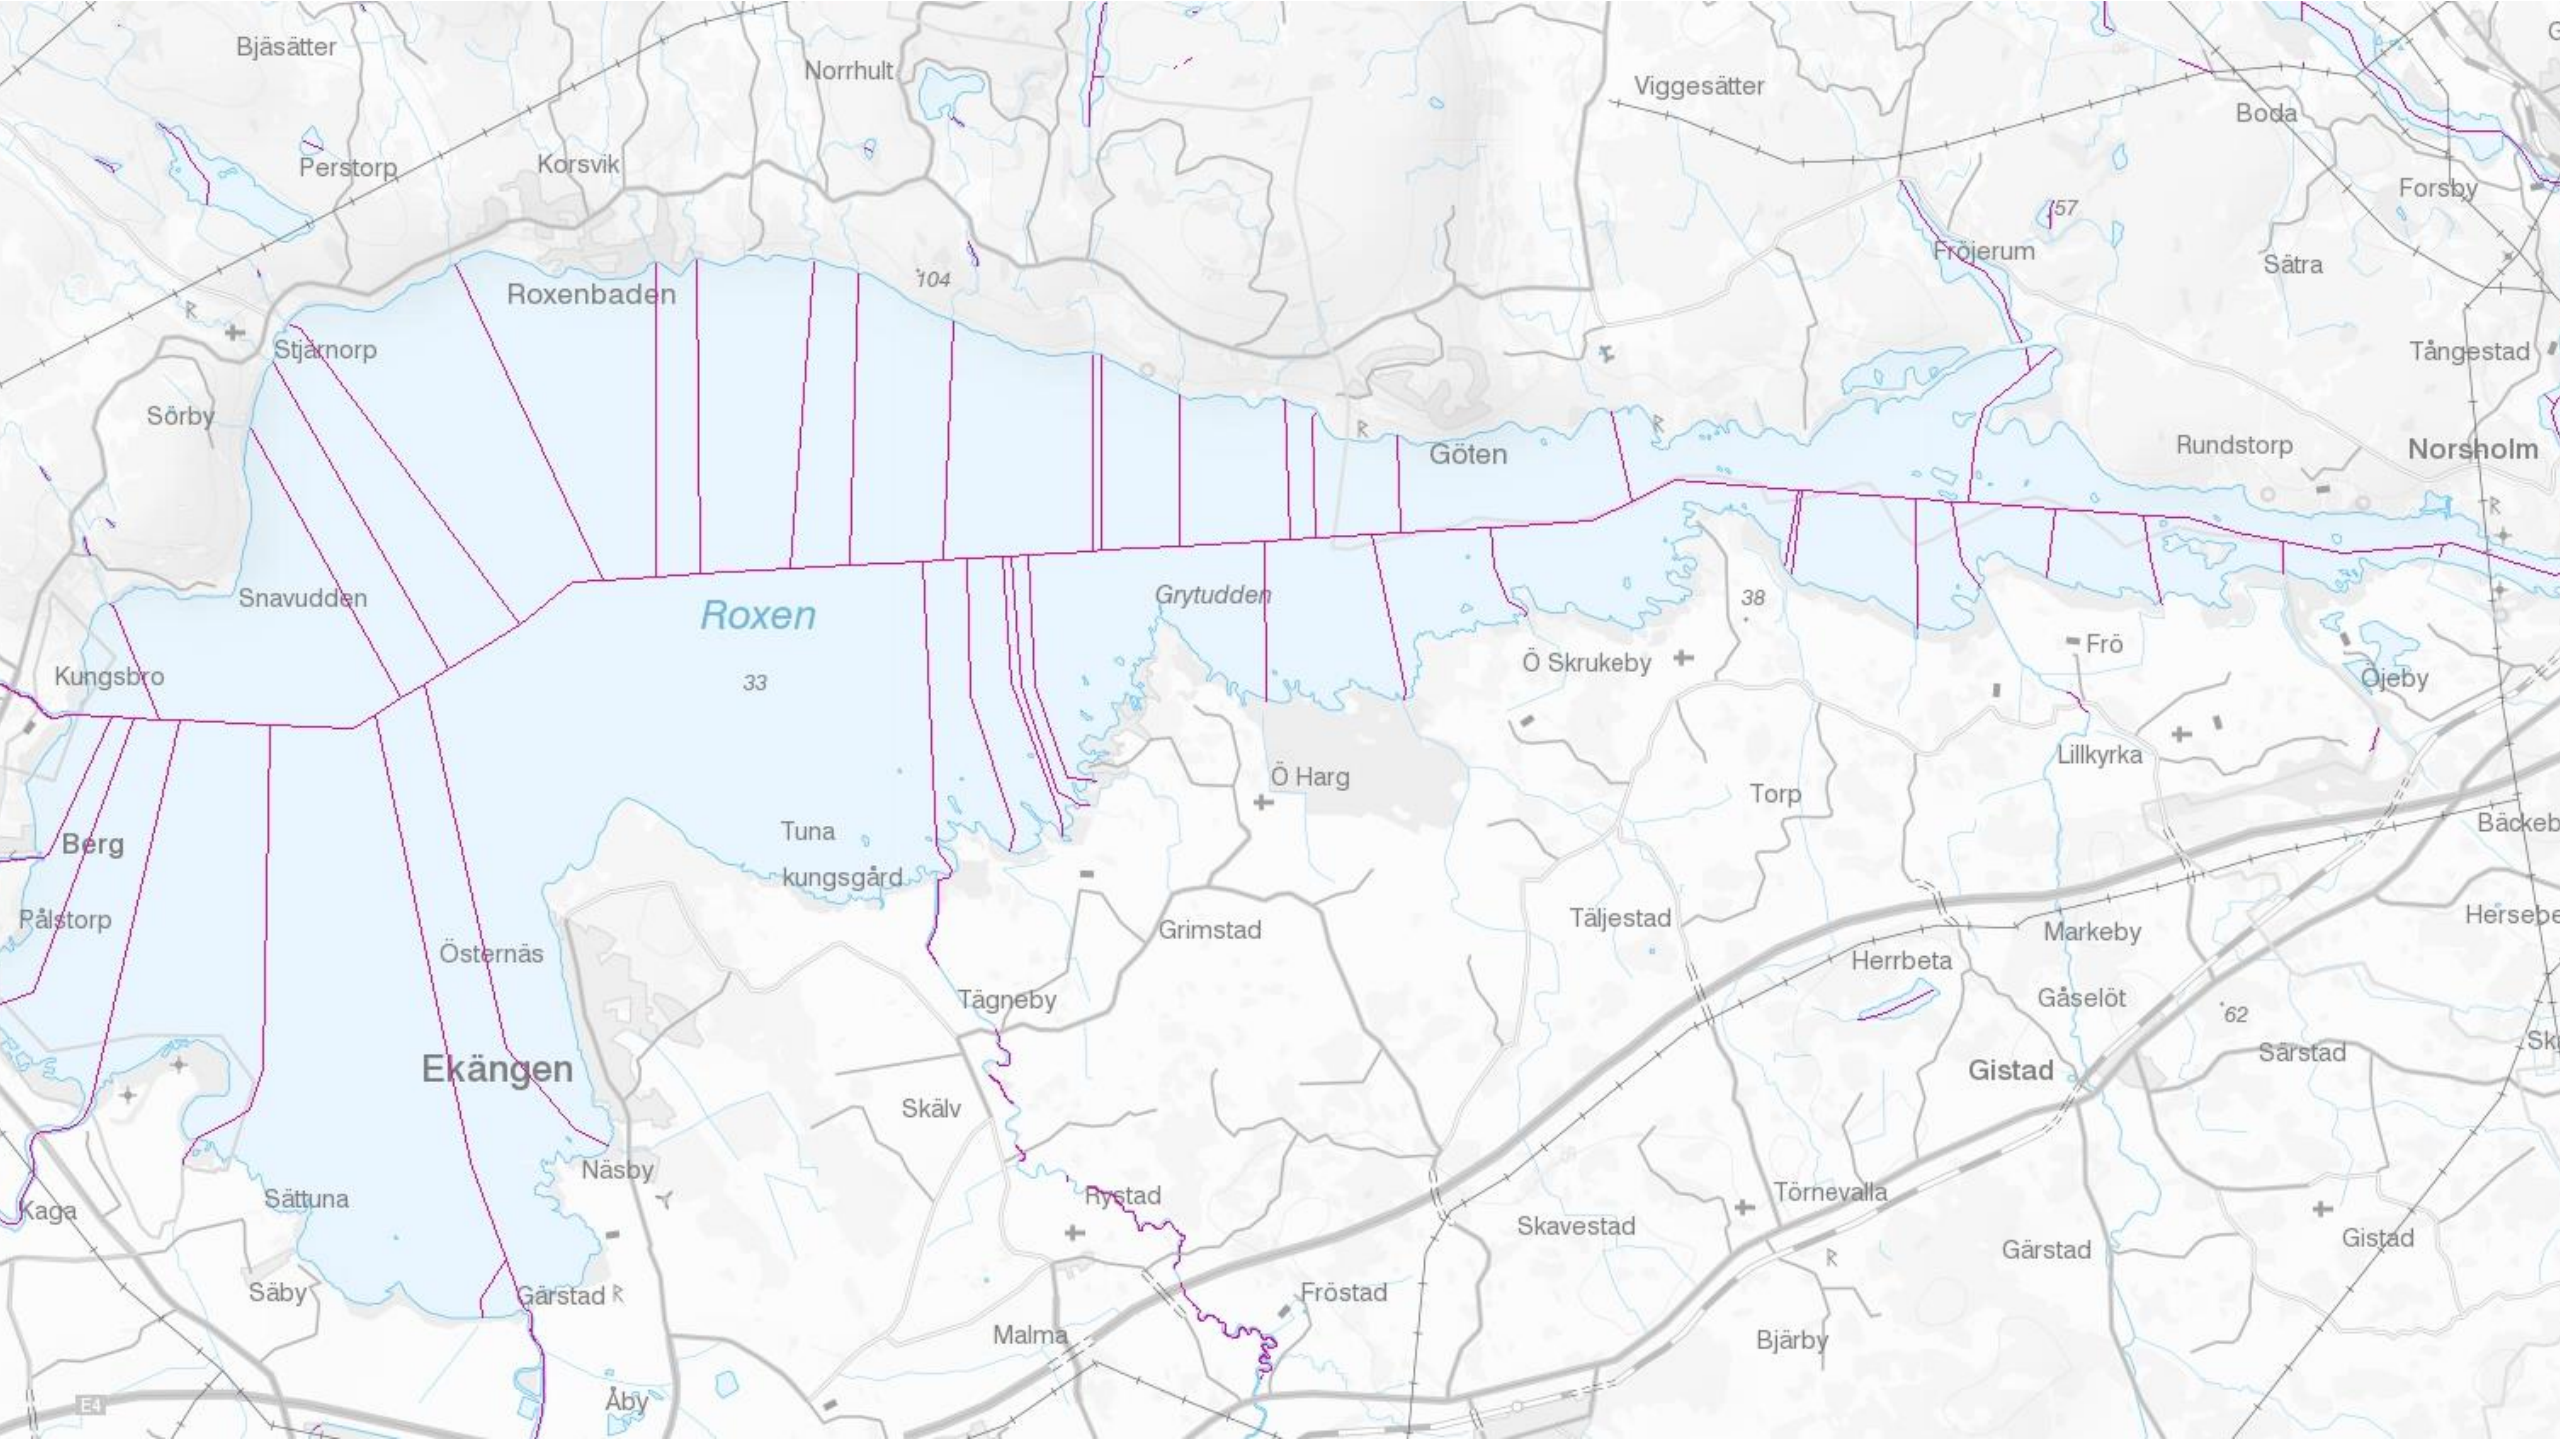 Bjäsätter
Norrhult
Viggesätter
Boda
Perstorp
Korsvik
Forsby
57
Fröjerum
Sätra
104
Roxenbaden
Stjärnorp
Tångestad
Sörby
Göten
Rundstorp
Norsholm
Snavudden
Roxen
Grytudden
38
Frö
Kungsbro
33
Ö Skrukeby
Öjeby
Lillkyrka
Ö Harg
Torp
Tuna
kungsgård
Berg
Pålstorp
Grimstad
Täljestad
Markeby
Östernäs
Herrbeta
Tägneby
Gåselöt
62
Ekängen
Gistad
Särstad
Skälv
Näsby
Rystad
Törnevalla
Sättuna
Kaga
Skavestad
Gärstad
Gistad
Säby
Gärstad
Fröstad
Malma
Bjärby
Åby
E4